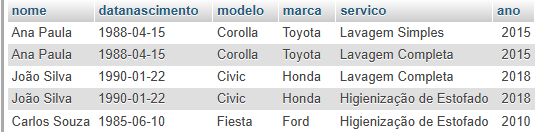 nome datanascimento modelo marca servico ano
Ana Paula 1988-04-15 Corolla Toyota Lavagem Simples 2015
Ana Paula 1988-04-15 Corolla Toyota Lavagem Completa 2015
João Silva 1990-01-22 Civic Honda Lavagem Completa 2018
João Silva 1990-01-22 Civic Honda Higienização de Estofado 2018
Carlos Souza 1985-06-10 Fiesta Ford Higienização de Estofado 2010